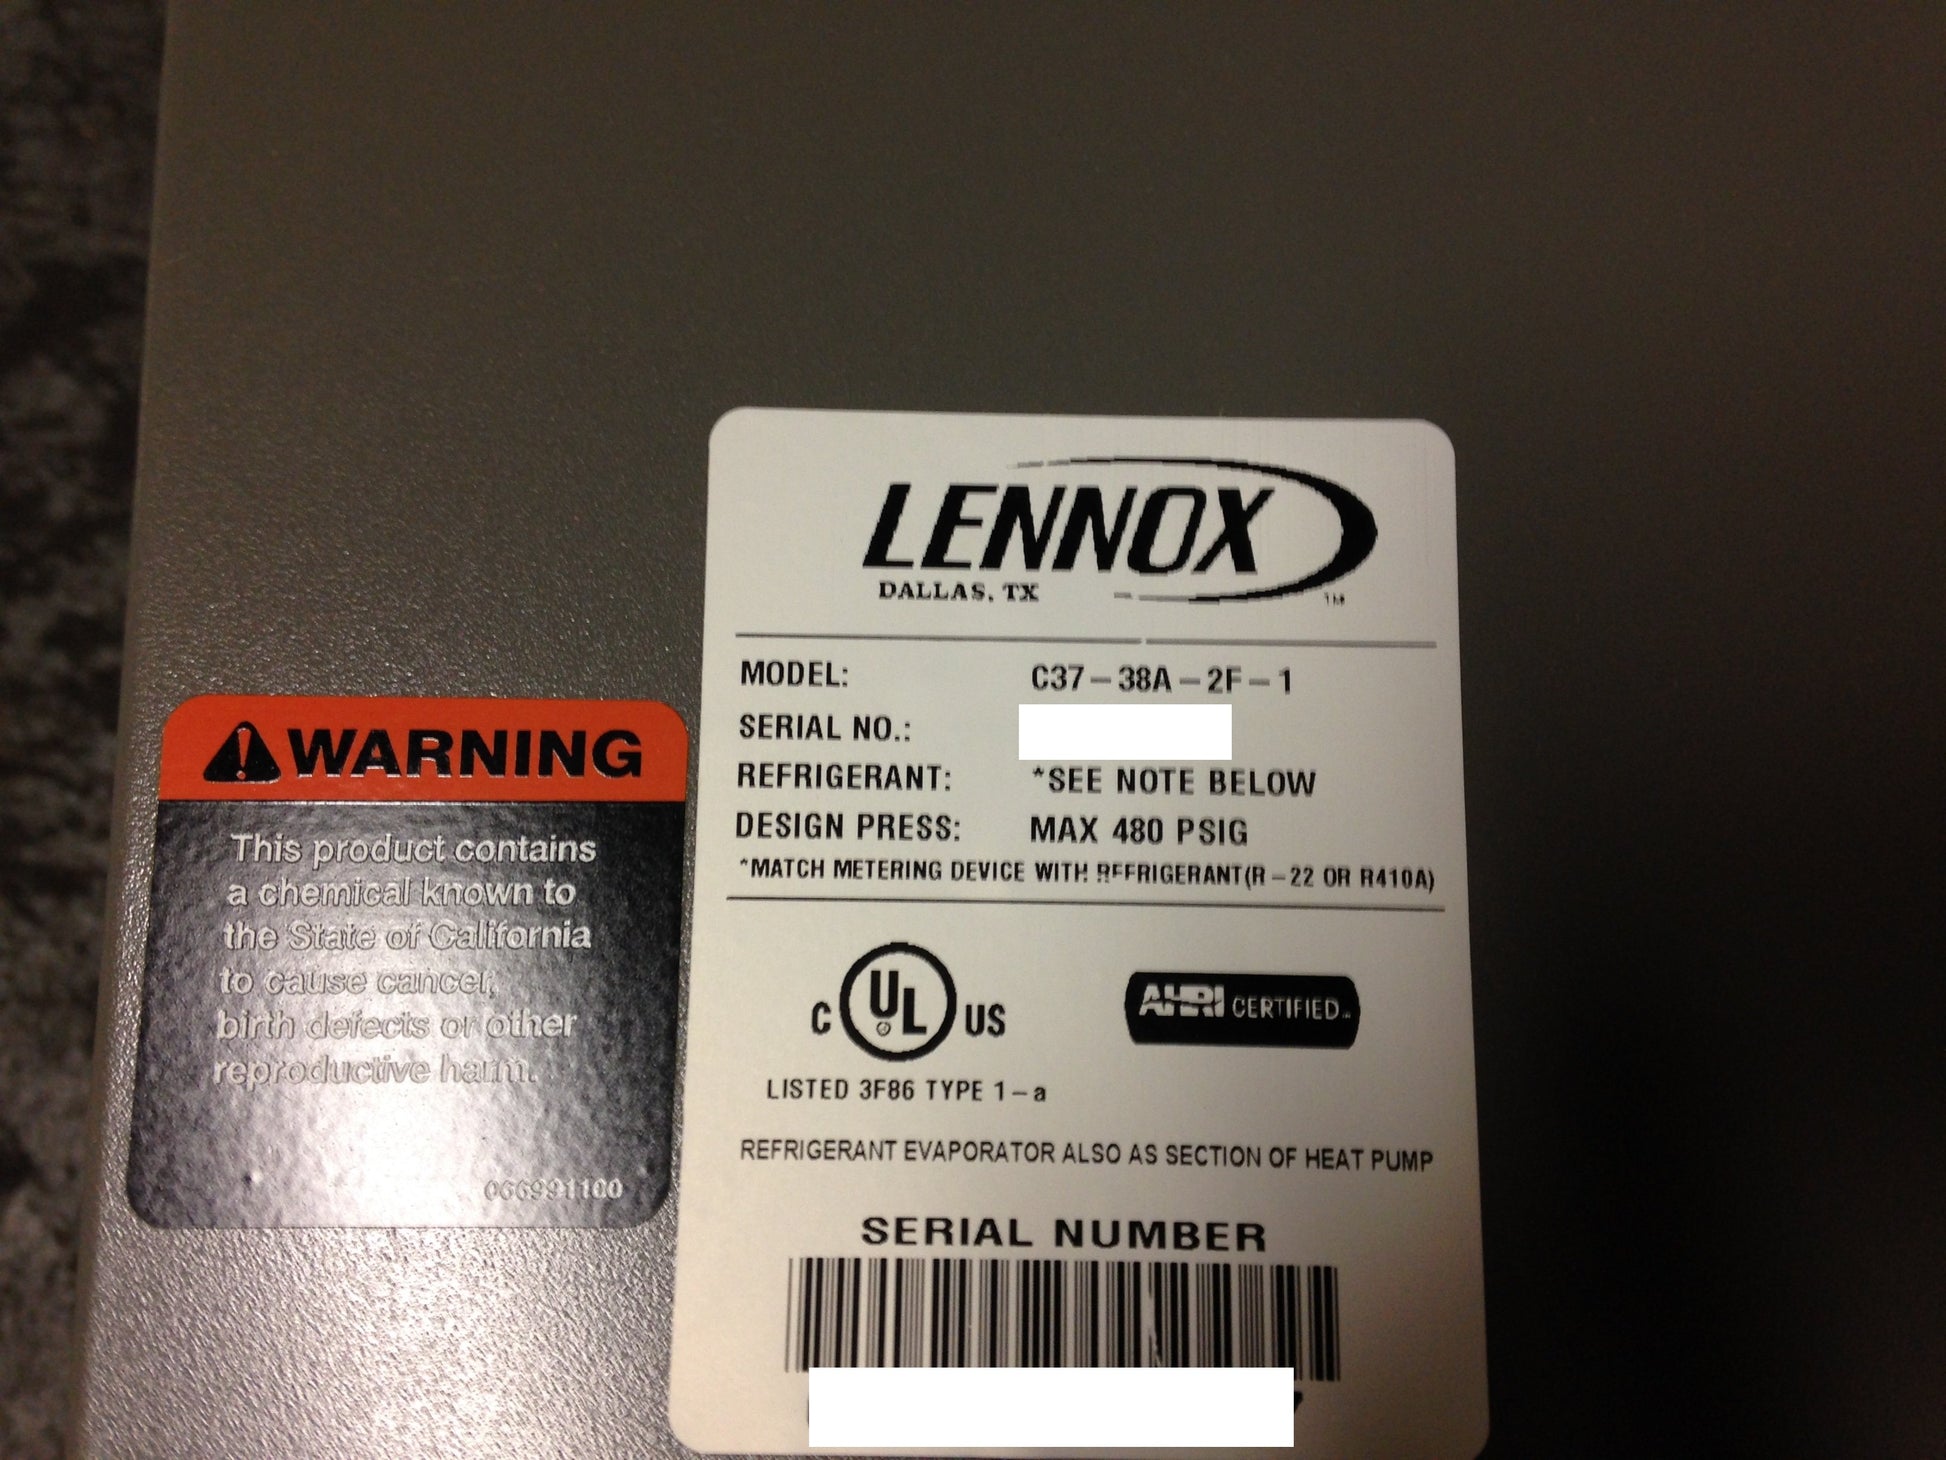 LENNOX
DALLAS, TX
TM
MODEL: C37-38A-2F-1
SERIAL NO.:
REFRIGERANT: *SEE NOTE BELOW
DESIGN PRESS: MAX 480 PSIG
*MATCH METERING DEVICE WITH REFRIGERANT(R-22 OR R410A)
C UL US
AHRI CERTIFIED
LISTED 3F86 TYPE 1-a
REFRIGERANT EVAPORATOR ALSO AS SECTION OF HEAT PUMP
SERIAL NUMBER
WARNING
This product contains
a chemical known to
the State of California
to cause cancer,
birth defects or other
reproductive harm.
066991100